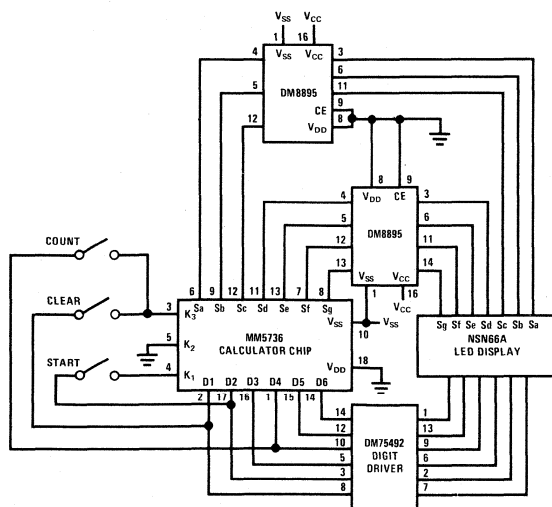 VSS VCC
1 16
4 VSS VCC 3
6
5 DM8895 11
CE 9
12 VDD 8
8 9
4 VDD CE 3
5 6
12 DM8895 11
13 VSS VCC 14
1 16
VCC
COUNT
CLEAR
START
6 9 12 11 13 7 8
Sa Sb Sc Sd Se Sf Sg
3 K3
VSS 10 VSS
5 K2
MM5736
CALCULATOR CHIP
VDD 18
4 K1
D1 D2 D3 D4 D5 D6
2 17 16 1 15 14
Sg Sf Se Sd Sc Sb Sa
NSN66A
LED DISPLAY
14 1
12 DM75492 13
10 DIGIT 9
5 DRIVER 6
3 2
8 7